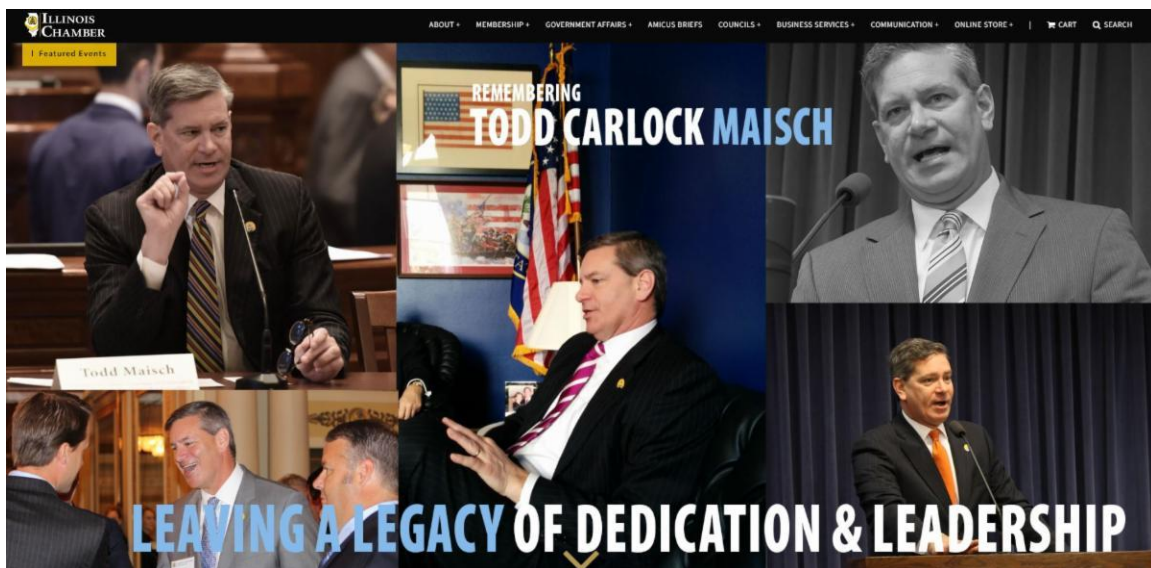 ILLINOIS
CHAMBER
ABOUT + MEMBERSHIP + GOVERNMENT AFFAIRS + AMICUS BRIEFS COUNCILS + BUSINESS SERVICES + COMMUNICATION + ONLINE STORE + | CART SEARCH
| Featured Events
REMEMBERING
TODD CARLOCK MAISCH
Todd Maisch
LEAVING A LEGACY OF DEDICATION & LEADERSHIP